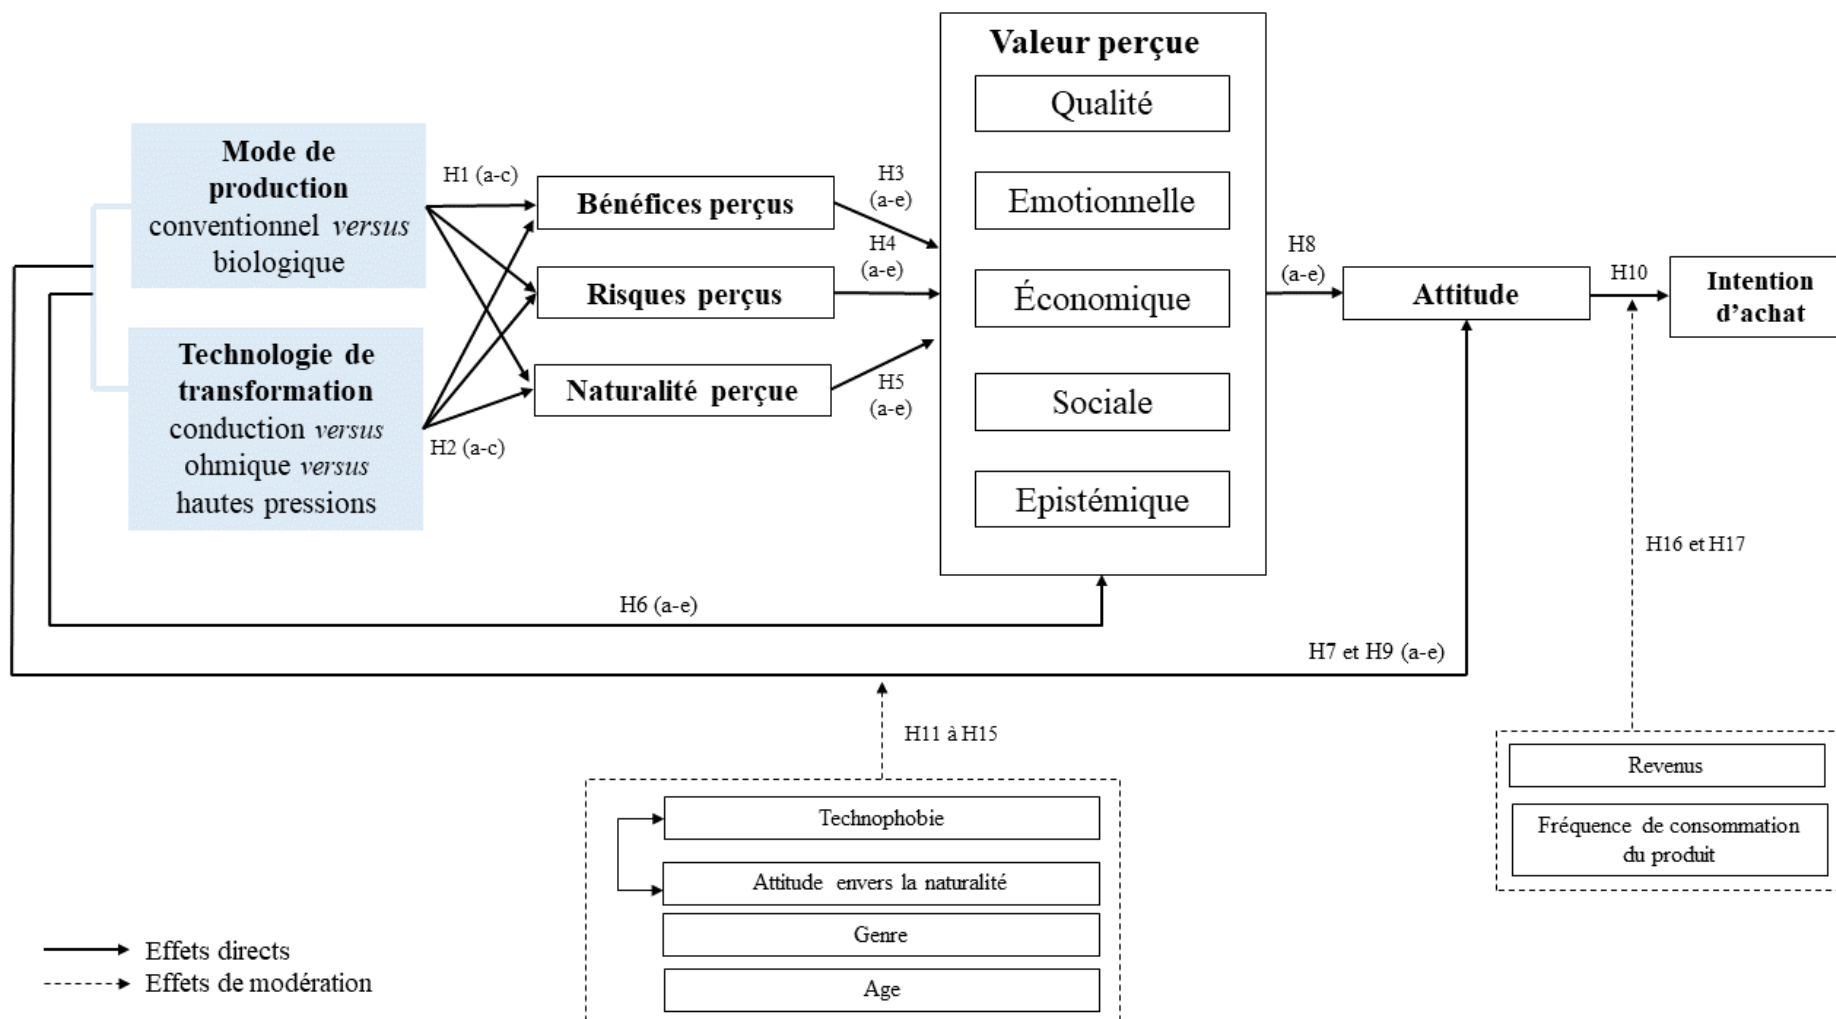 Valeur perçue
Qualité
Emotionnelle
Économique
Sociale
Epistémique
Mode de
production
conventionnel versus
biologique
Technologie de
transformation
conduction versus
ohmique versus
hautes pressions
H1 (a-c)
H2 (a-c)
Bénéfices perçus
Risques perçus
Naturalité perçue
H3
(a-e)
H4
(a-e)
H5
(a-e)
H8
(a-e)
Attitude
H10
Intention
d’achat
H6 (a-e)
H7 et H9 (a-e)
H16 et H17
H11 à H15
Technophobie
Attitude envers la naturalité
Genre
Age
Revenus
Fréquence de consommation
du produit
Effets directs
Effets de modération